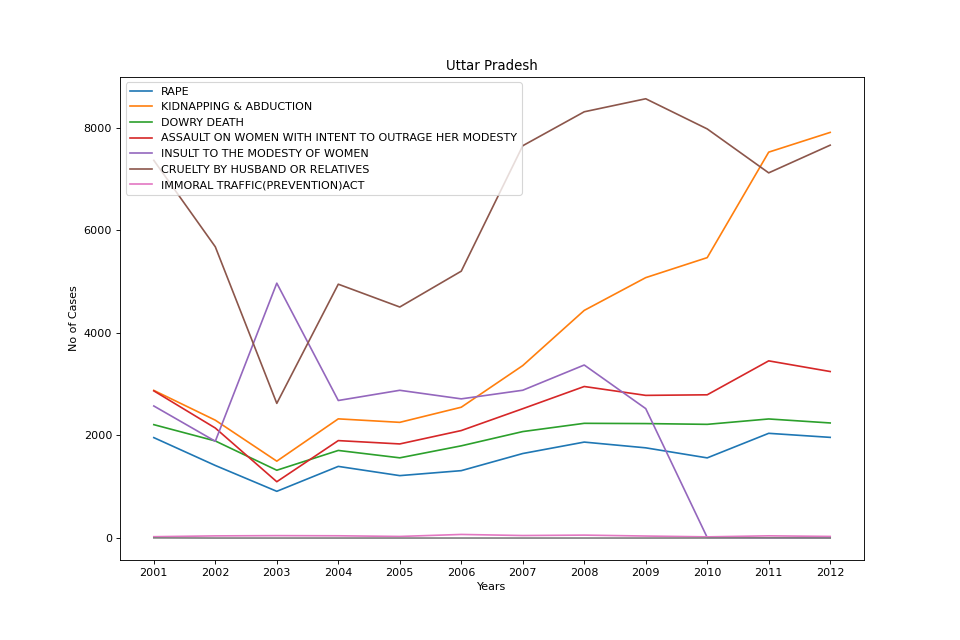 Uttar Pradesh
RAPE
KIDNAPPING & ABDUCTION
DOWRY DEATH
ASSAULT ON WOMEN WITH INTENT TO OUTRAGE HER MODESTY
INSULT TO THE MODESTY OF WOMEN
CRUELTY BY HUSBAND OR RELATIVES
IMMORAL TRAFFIC(PREVENTION)ACT
No of Cases
8000
6000
4000
2000
0
2001 2002 2003 2004 2005 2006 2007 2008 2009 2010 2011 2012
Years